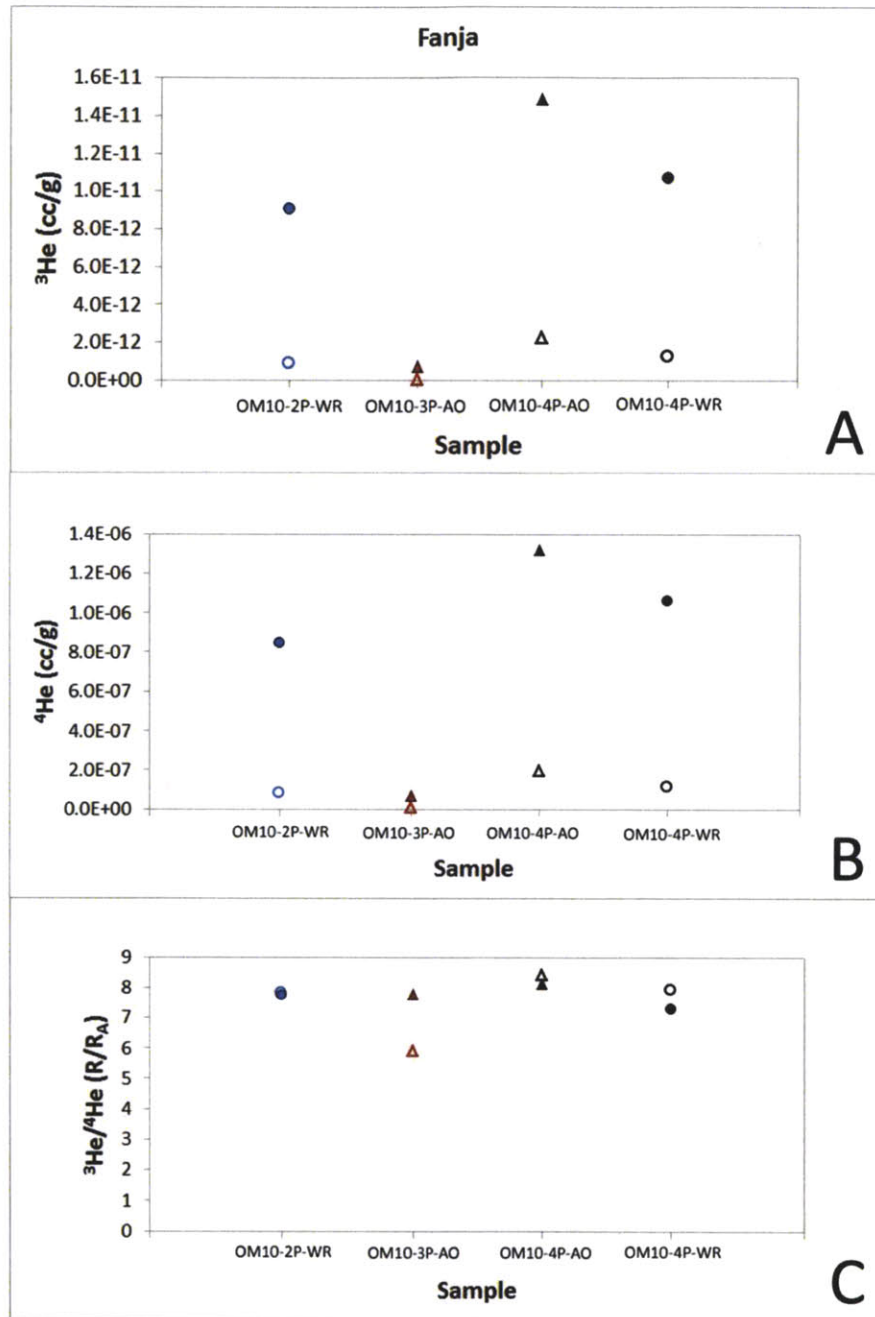 Fanja
1.6E-11
1.4E-11
1.2E-11
1.0E-11
8.0E-12
6.0E-12
4.0E-12
2.0E-12
0.0E+00
³He (cc/g)
OM10-2P-WR OM10-3P-AO OM10-4P-AO OM10-4P-WR
Sample
A
1.4E-06
1.2E-06
1.0E-06
8.0E-07
6.0E-07
4.0E-07
2.0E-07
0.0E+00
⁴He (cc/g)
OM10-2P-WR OM10-3P-AO OM10-4P-AO OM10-4P-WR
Sample
B
9
8
7
6
5
4
3
2
1
0
³He/⁴He (R/R_A)
OM10-2P-WR OM10-3P-AO OM10-4P-AO OM10-4P-WR
Sample
C